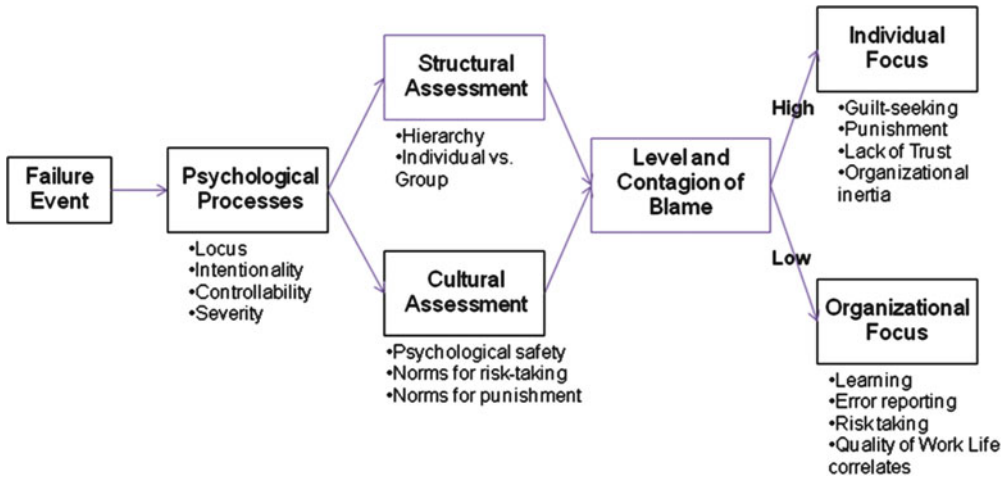 Failure
Event
Psychological
Processes
•Locus
•Intentionality
•Controllability
•Severity
Structural
Assessment
•Hierarchy
•Individual vs.
Group
Cultural
Assessment
•Psychological safety
•Norms for risk-taking
•Norms for punishment
Level and
Contagion of
Blame
High
Low
Individual
Focus
•Guilt-seeking
•Punishment
•Lack of Trust
•Organizational
inertia
Organizational
Focus
•Learning
•Error reporting
•Risk taking
•Quality of Work Life
correlates